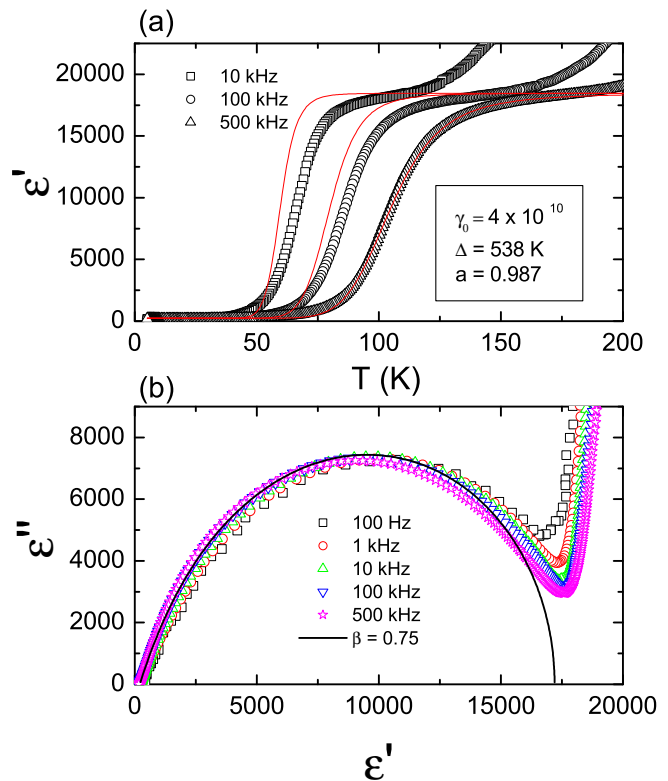 (a)
10 kHz
100 kHz
500 kHz
γ₀ = 4 x 10 ¹⁰
Δ = 538 K
a = 0.987
ε'
20000
15000
10000
5000
0
0 50 100 150 200
T (K)
(b)
8000
6000
4000
2000
0
ε''
100 Hz
1 kHz
10 kHz
100 kHz
500 kHz
β = 0.75
0 5000 10000 15000 20000
ε'